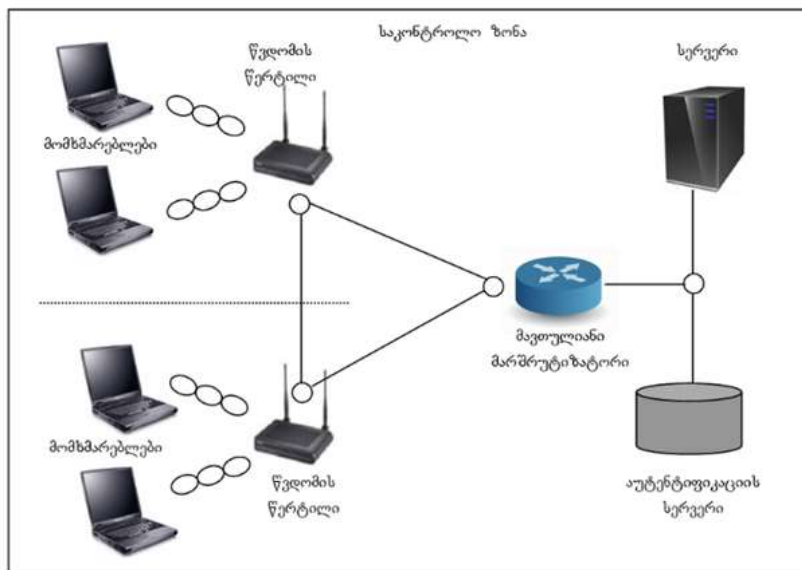 საკონტროლო ზონა
წვდომის
წერტილი
სერვერი
მომხმარებლები
მავთულიანი
მარშრუტიზატორი
მომხმარებლები
წვდომის
წერტილი
აუტენტიფიკაციის
სერვერი